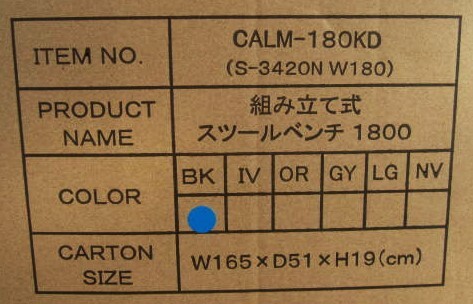 ITEM NO.
CALM-180KD
(S-3420N W180)
PRODUCT NAME
組み立て式
スツールベンチ 1800
COLOR
BK IV OR GY LG NV
CARTON SIZE
W165×D51×H19(cm)